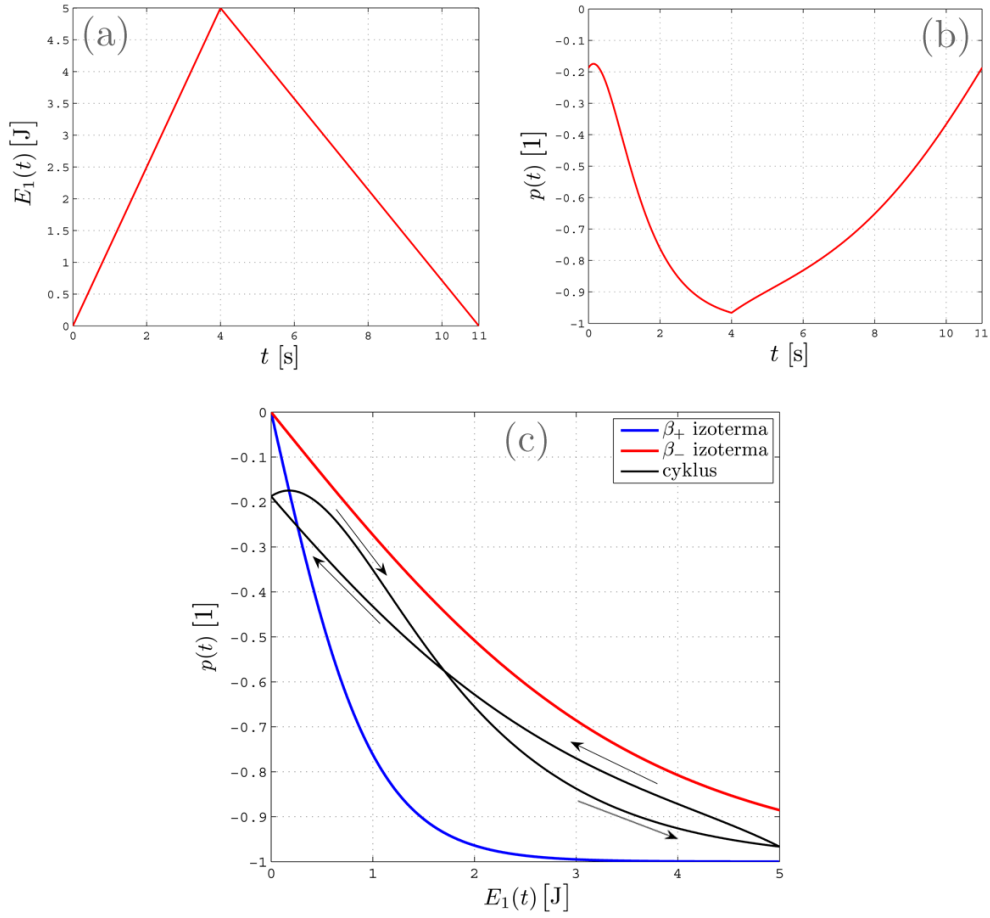 (a)
E₁(t) [J]
5
4.5
4
3.5
3
2.5
2
1.5
1
0.5
0
0 2 4 6 8 10 11
t [s]
(b)
p(t) [1]
0
-0.1
-0.2
-0.3
-0.4
-0.5
-0.6
-0.7
-0.8
-0.9
-1
0 2 4 6 8 10 11
t [s]
(c)
β₊ izoterma
β₋ izoterma
cyklus
p(t) [1]
0
-0.1
-0.2
-0.3
-0.4
-0.5
-0.6
-0.7
-0.8
-0.9
-1
0 1 2 3 4 5
E₁(t) [J]